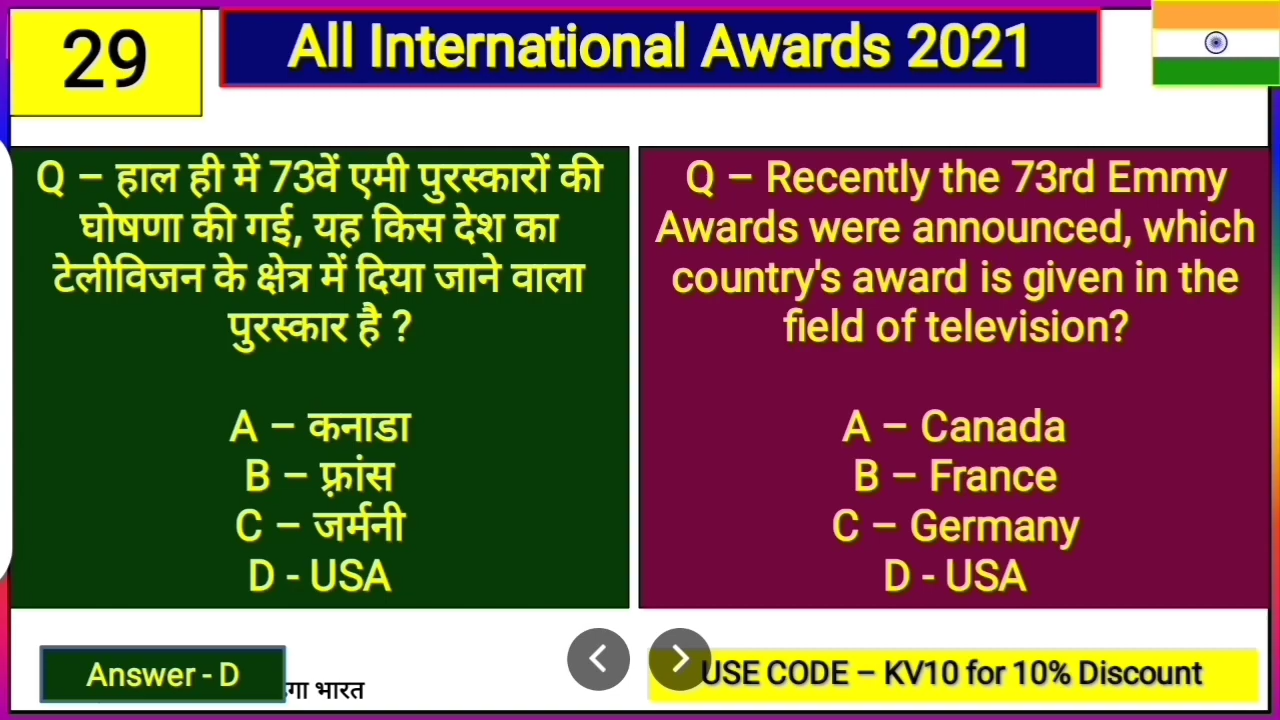 29
All International Awards 2021
Q – हाल ही में 73वें एमी पुरस्कारों की
घोषणा की गई, यह किस देश का
टेलीविजन के क्षेत्र में दिया जाने वाला
पुरस्कार है ?
A – कनाडा
B – फ़्रांस
C – जर्मनी
D - USA
Q – Recently the 73rd Emmy
Awards were announced, which
country's award is given in the
field of television?
A – Canada
B – France
C – Germany
D - USA
Answer - D
भारत
USE CODE – KV10 for 10% Discount